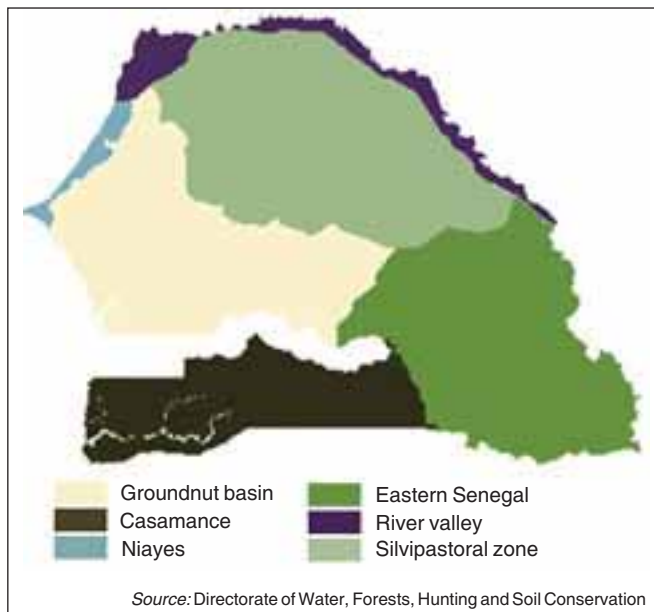 Groundnut basin
Casamance
Niayes
Eastern Senegal
River valley
Silvipastoral zone
Source: Directorate of Water, Forests, Hunting and Soil Conservation